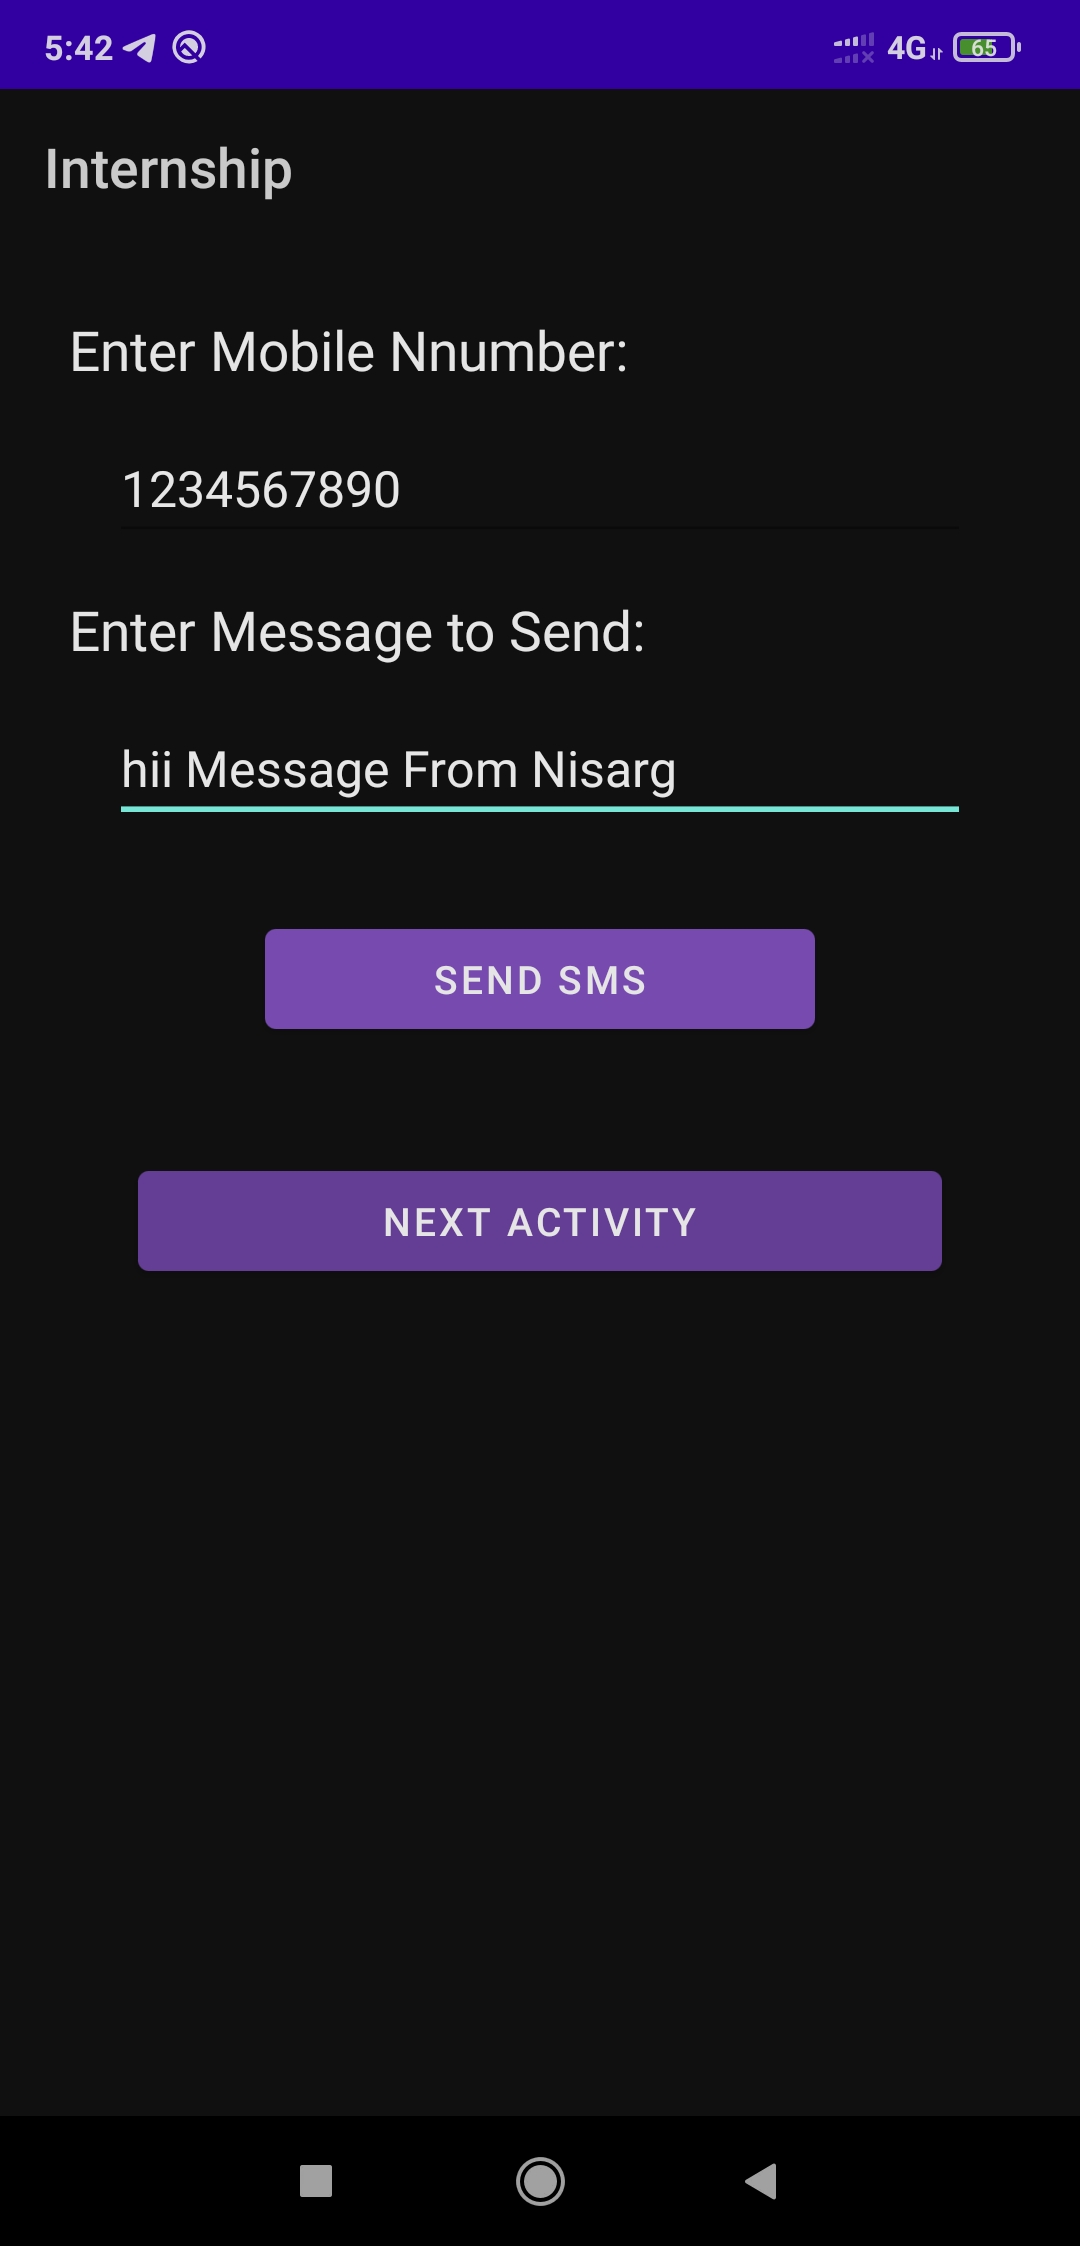 5:42 4G 65
Internship
Enter Mobile Nnumber:
1234567890
Enter Message to Send:
hii Message From Nisarg
SEND SMS
NEXT ACTIVITY